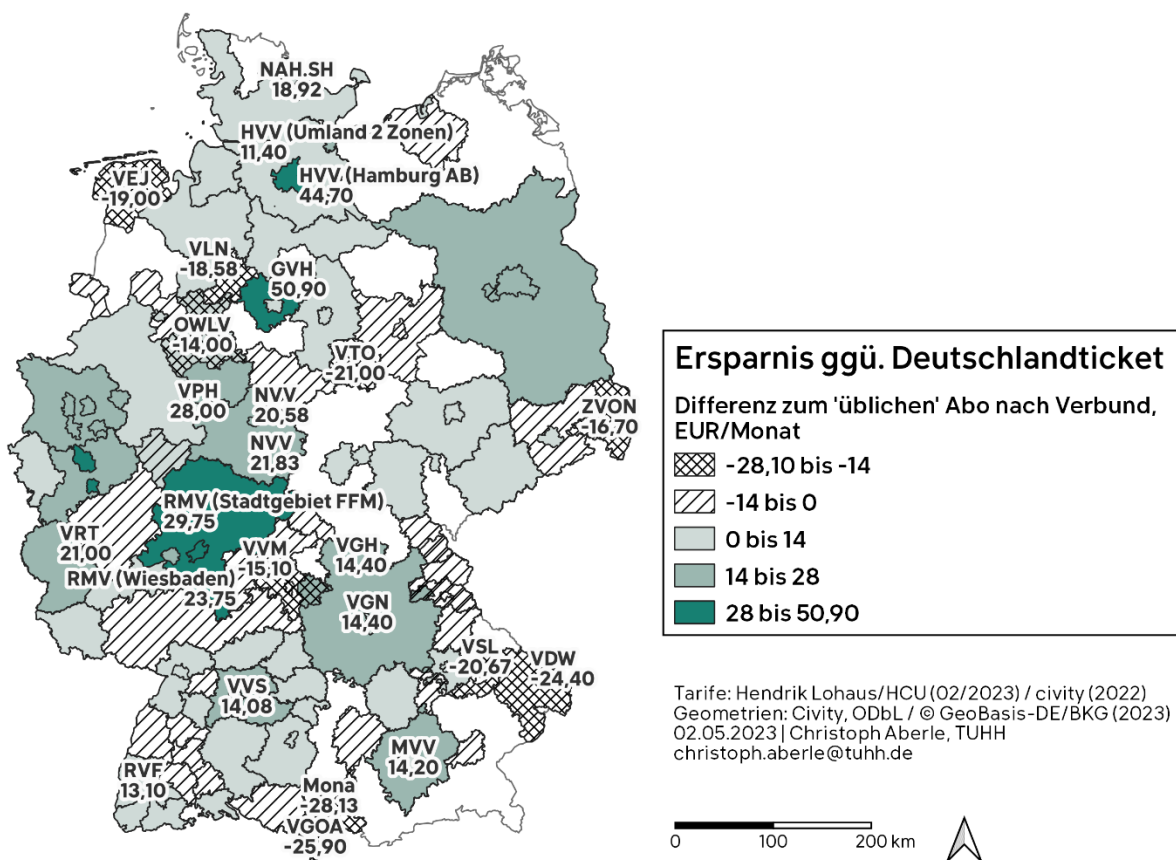 NAH.SH
18,92
HVV (Umland 2 Zonen)
11,40
HVV (Hamburg AB)
44,70
VEJ
-19,00
VLN
-18,58
GVH
50,90
OWLV
-14,00
VTO
-21,00
VPH
28,00
NVV
20,58
NVV
21,83
ZVON
-16,70
RMV (Stadtgebiet FFM)
29,75
VRT
21,00
VVM
-15,10
VGH
14,40
RMV (Wiesbaden)
23,75
VGN
14,40
VSL
-20,67
VDW
-24,40
VVS
14,08
MVV
14,20
RVF
13,10
Mona
-28,13
VGOA
-25,90
Ersparnis ggü. Deutschlandticket
Differenz zum 'üblichen' Abo nach Verbund,
EUR/Monat
-28,10 bis -14
-14 bis 0
0 bis 14
14 bis 28
28 bis 50,90
Tarife: Hendrik Lohaus/HCU (02/2023) / civity (2022)
Geometrien: Civity, ODbL / © GeoBasis-DE/BKG (2023)
02.05.2023 | Christoph Aberle, TUHH
christoph.aberle@tuhh.de
0 100 200 km